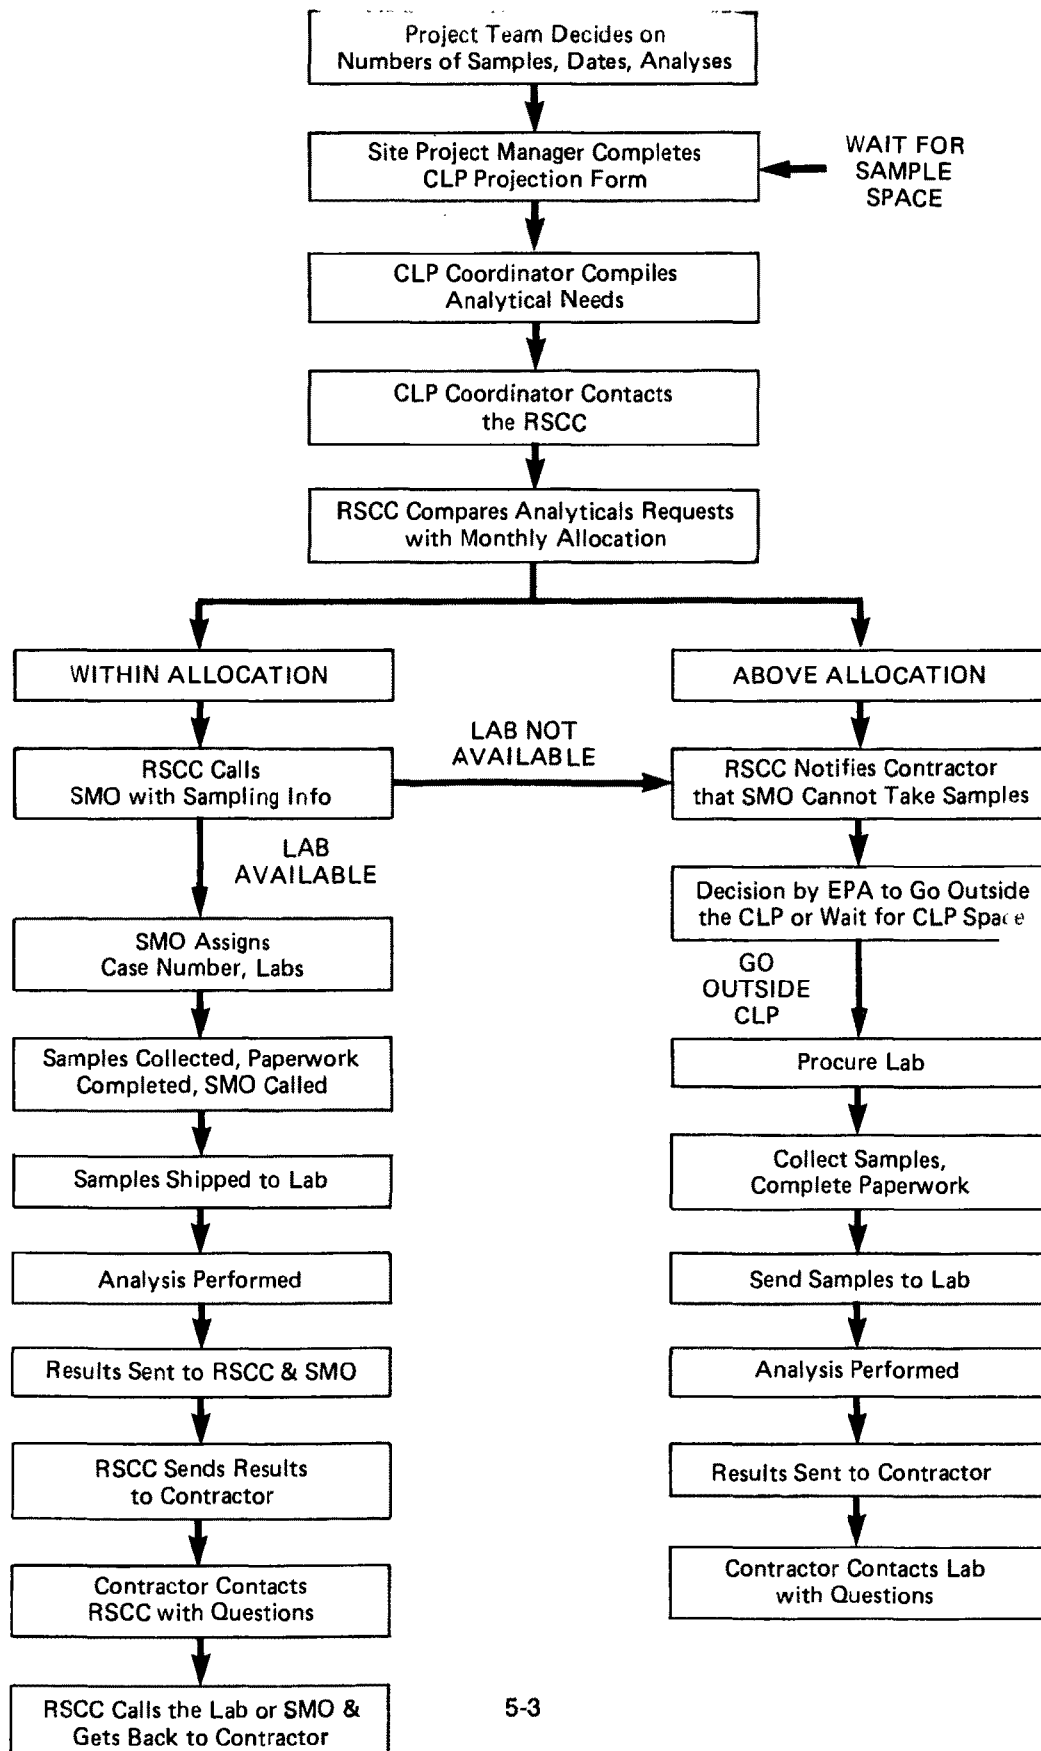 Project Team Decides on
Numbers of Samples, Dates, Analyses
Site Project Manager Completes
CLP Projection Form
WAIT FOR
SAMPLE
SPACE
CLP Coordinator Compiles
Analytical Needs
CLP Coordinator Contacts
the RSCC
RSCC Compares Analyticals Requests
with Monthly Allocation
WITHIN ALLOCATION
ABOVE ALLOCATION
LAB NOT
AVAILABLE
RSCC Calls
SMO with Sampling Info
RSCC Notifies Contractor
that SMO Cannot Take Samples
LAB
AVAILABLE
Decision by EPA to Go Outside
the CLP or Wait for CLP Space
SMO Assigns
Case Number, Labs
GO
OUTSIDE
CLP
Samples Collected, Paperwork
Completed, SMO Called
Procure Lab
Samples Shipped to Lab
Collect Samples,
Complete Paperwork
Analysis Performed
Send Samples to Lab
Results Sent to RSCC & SMO
Analysis Performed
RSCC Sends Results
to Contractor
Results Sent to Contractor
Contractor Contacts
RSCC with Questions
Contractor Contacts Lab
with Questions
RSCC Calls the Lab or SMO &
Gets Back to Contractor
5-3